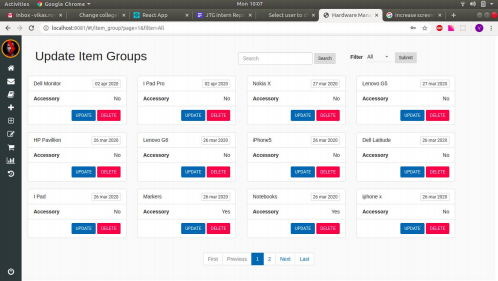 Activities Google Chrome Mon 10:07
Inbox - vikas.n Change colleg React App JTG Intern Rep Select user to Hardware Mana increase scree
localhost:8081/#/item_group?page=1&filter=All
Update Item Groups
Search Search Filter All Submit
Dell Monitor 02 apr 2020 I Pad Pro 02 apr 2020 Nokia X 27 mar 2020 Lenovo G5 27 mar 2020
Accessory No Accessory No Accessory No Accessory No
UPDATE DELETE UPDATE DELETE UPDATE DELETE UPDATE DELETE
HP Pavillion 26 mar 2020 Lenovo G6 26 mar 2020 IPhone5 26 mar 2020 Dell Latitude 26 mar 2020
Accessory No Accessory No Accessory No Accessory No
UPDATE DELETE UPDATE DELETE UPDATE DELETE UPDATE DELETE
I Pad 26 mar 2020 Markers 26 mar 2020 Notebooks 26 mar 2020 iphone x 26 mar 2020
Accessory No Accessory Yes Accessory Yes Accessory No
UPDATE DELETE UPDATE DELETE UPDATE DELETE UPDATE DELETE
First Previous 1 2 Next Last